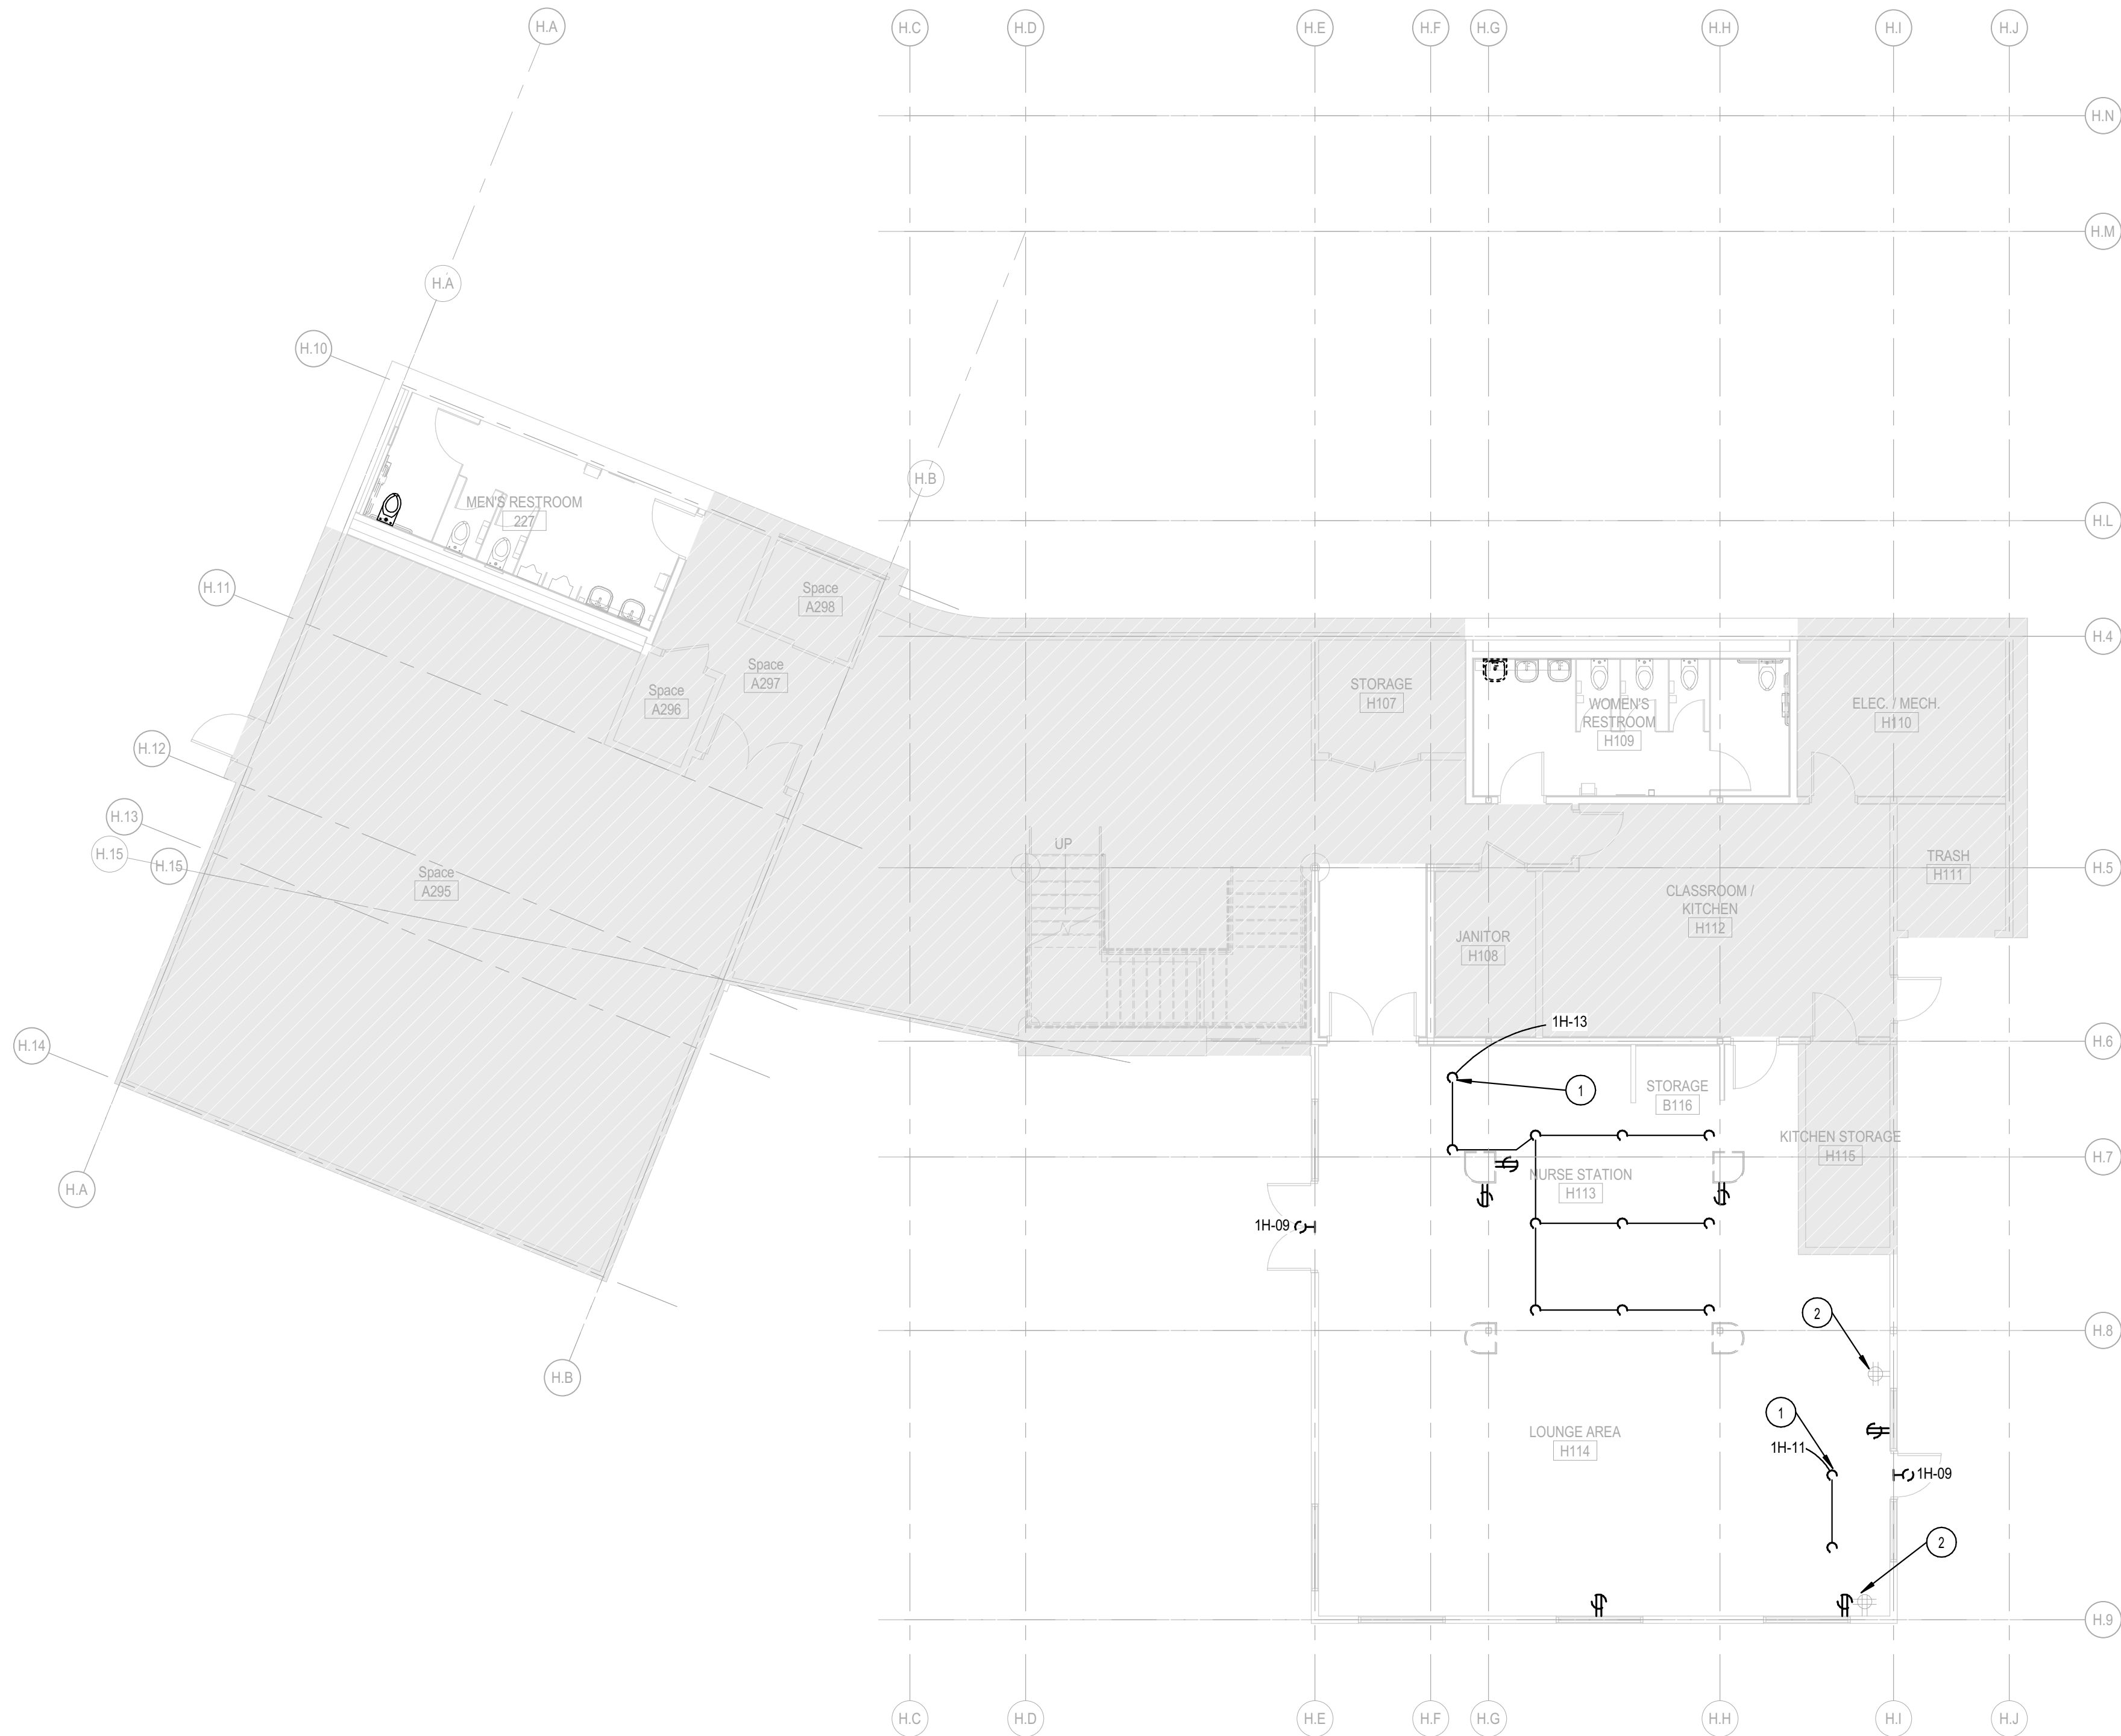 H.A
H.C
H.D
H.E
H.F
H.G
H.H
H.I
H.J
H.N
H.M
H.A
H.10
H.B
MEN'S RESTROOM
227
H.L
H.11
Space
A298
H.4
Space
A297
Space
A296
STORAGE
H107
WOMEN'S
RESTROOM
H109
ELEC. / MECH.
H110
H.12
H.13
H.15
H.15
Space
A295
UP
H.5
TRASH
H111
CLASSROOM /
KITCHEN
H112
JANITOR
H108
1H-13
H.14
H.6
1
STORAGE
B116
KITCHEN STORAGE
H115
H.7
NURSE STATION
H113
H.A
1H-09
2
H.8
H.B
1
LOUNGE AREA
H114
1H-11
1H-09
2
H.9
H.C
H.D
H.E
H.F
H.G
H.H
H.I
H.J